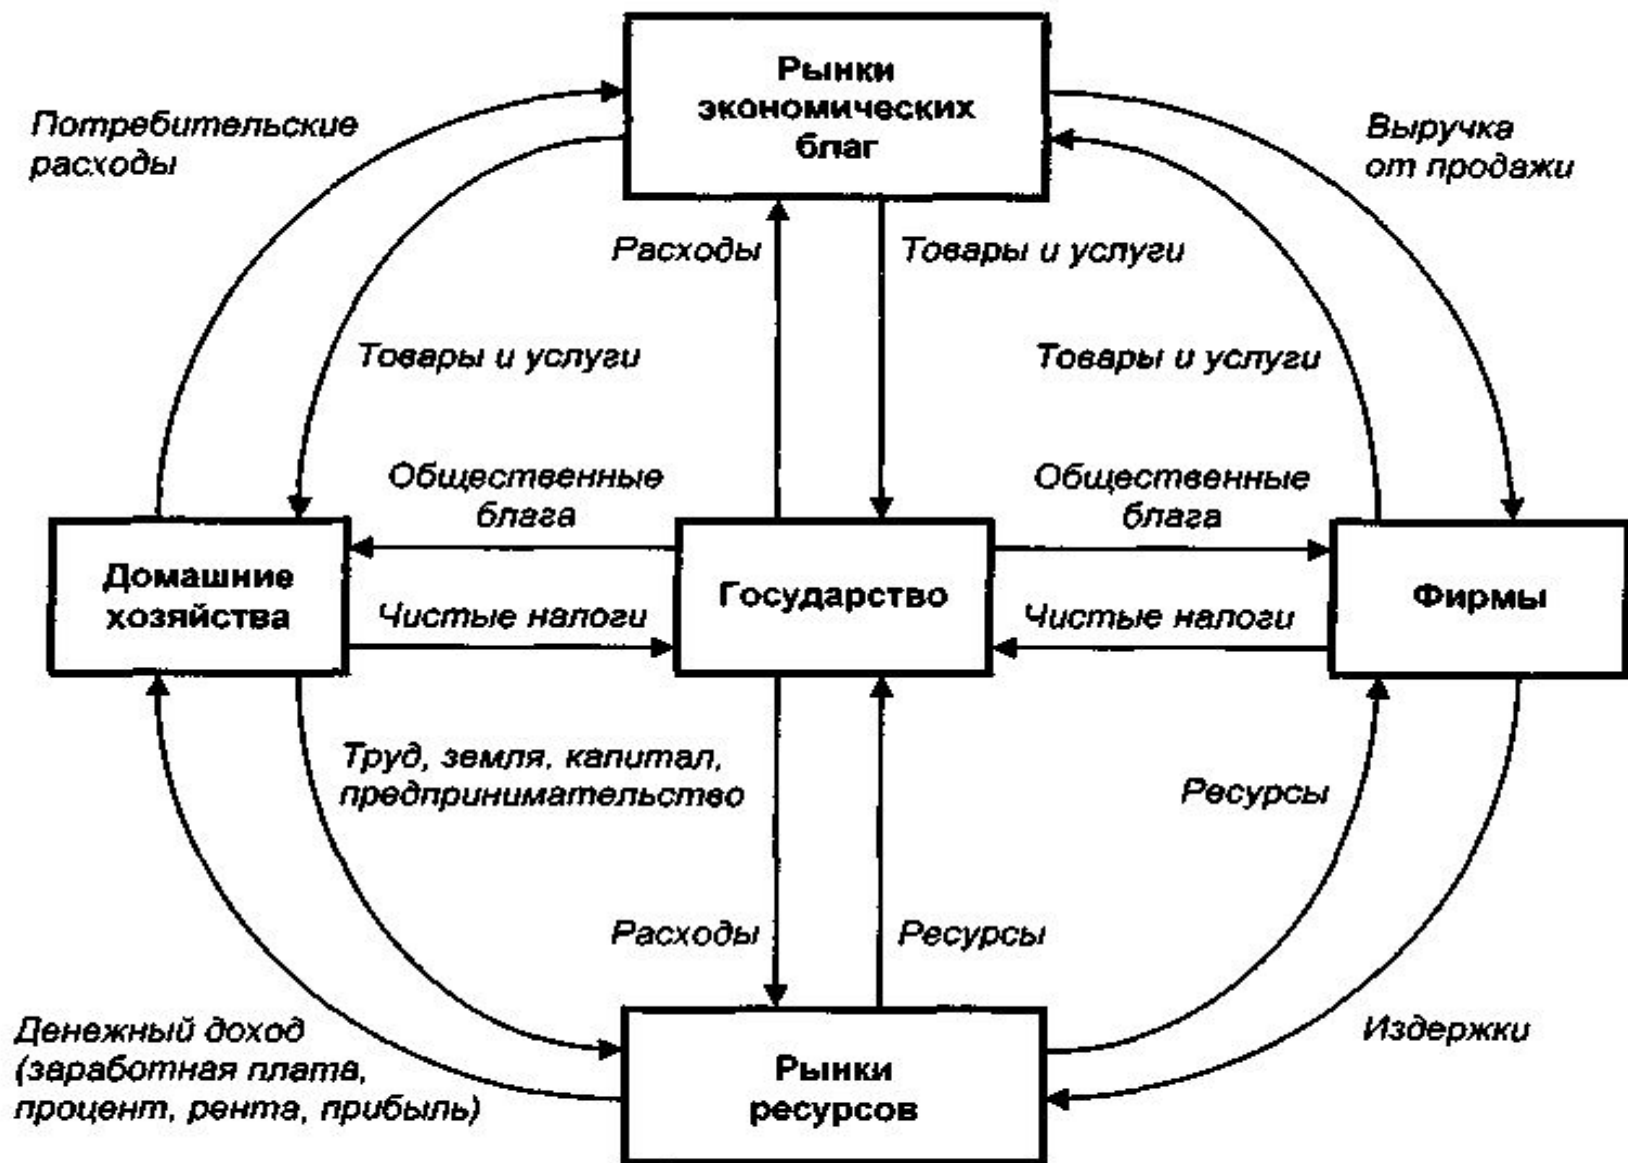 Рынки
экономических
благ
Потребительские
расходы
Выручка
от продажи
Расходы
Товары и услуги
Товары и услуги
Товары и услуги
Общественные
блага
Общественные
блага
Домашние
хозяйства
Государство
Фирмы
Чистые налоги
Чистые налоги
Труд, земля. капитал,
предпринимательство
Ресурсы
Расходы
Ресурсы
Денежный доход
(заработная плата,
процент, рента, прибыль)
Издержки
Рынки
ресурсов